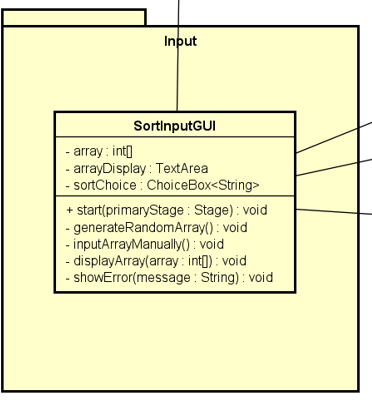 Input
SortInputGUI
- array : int[]
- arrayDisplay : TextArea
- sortChoice : ChoiceBox<String>
+ start(primaryStage : Stage) : void
- generateRandomArray() : void
- inputArrayManually() : void
- displayArray(array : int[]) : void
- showError(message : String) : void